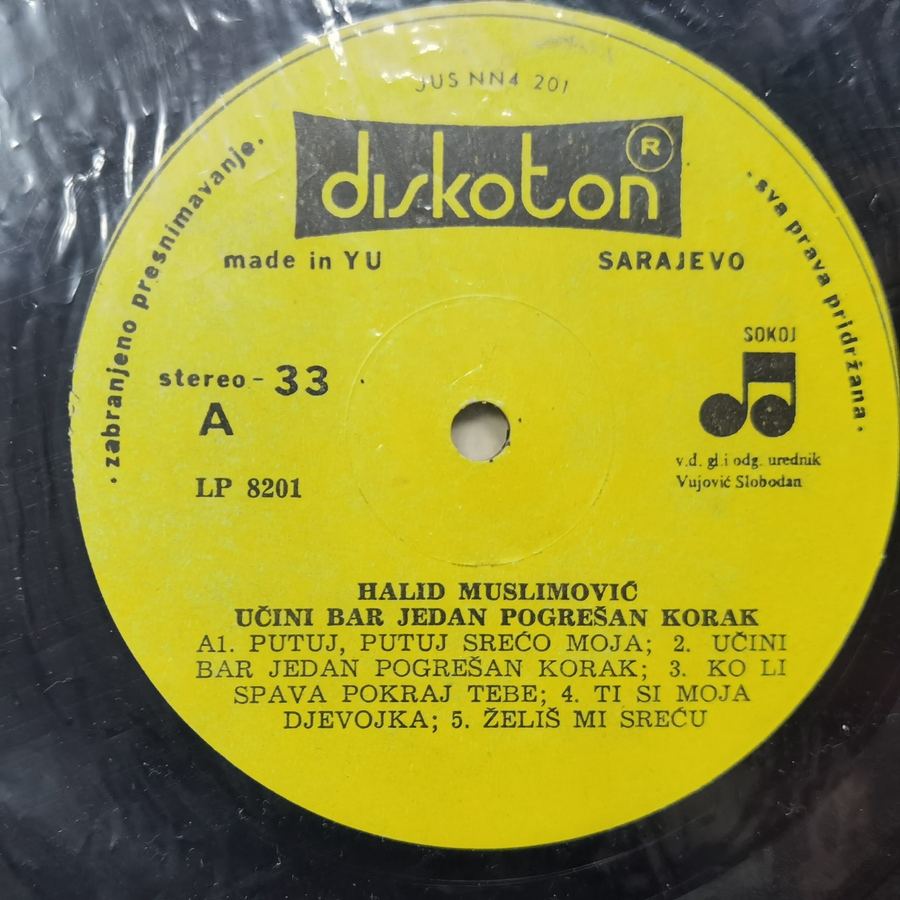 JUS NN4 201
diskoton ®
made in YU
SARAJEVO
· zabranjeno presnimavanje ·
· sva prava pridržana ·
SOKOJ
stereo - 33
A
LP 8201
v.d. gl.i odg. urednik
Vujović Slobodan
HALID MUSLIMOVIĆ
UČINI BAR JEDAN POGREŠAN KORAK
A1. PUTUJ, PUTUJ SREĆO MOJA; 2. UČINI
BAR JEDAN POGREŠAN KORAK; 3. KO LI
SPAVA POKRAJ TEBE; 4. TI SI MOJA
DJEVOJKA; 5. ŽELIŠ MI SREĆU